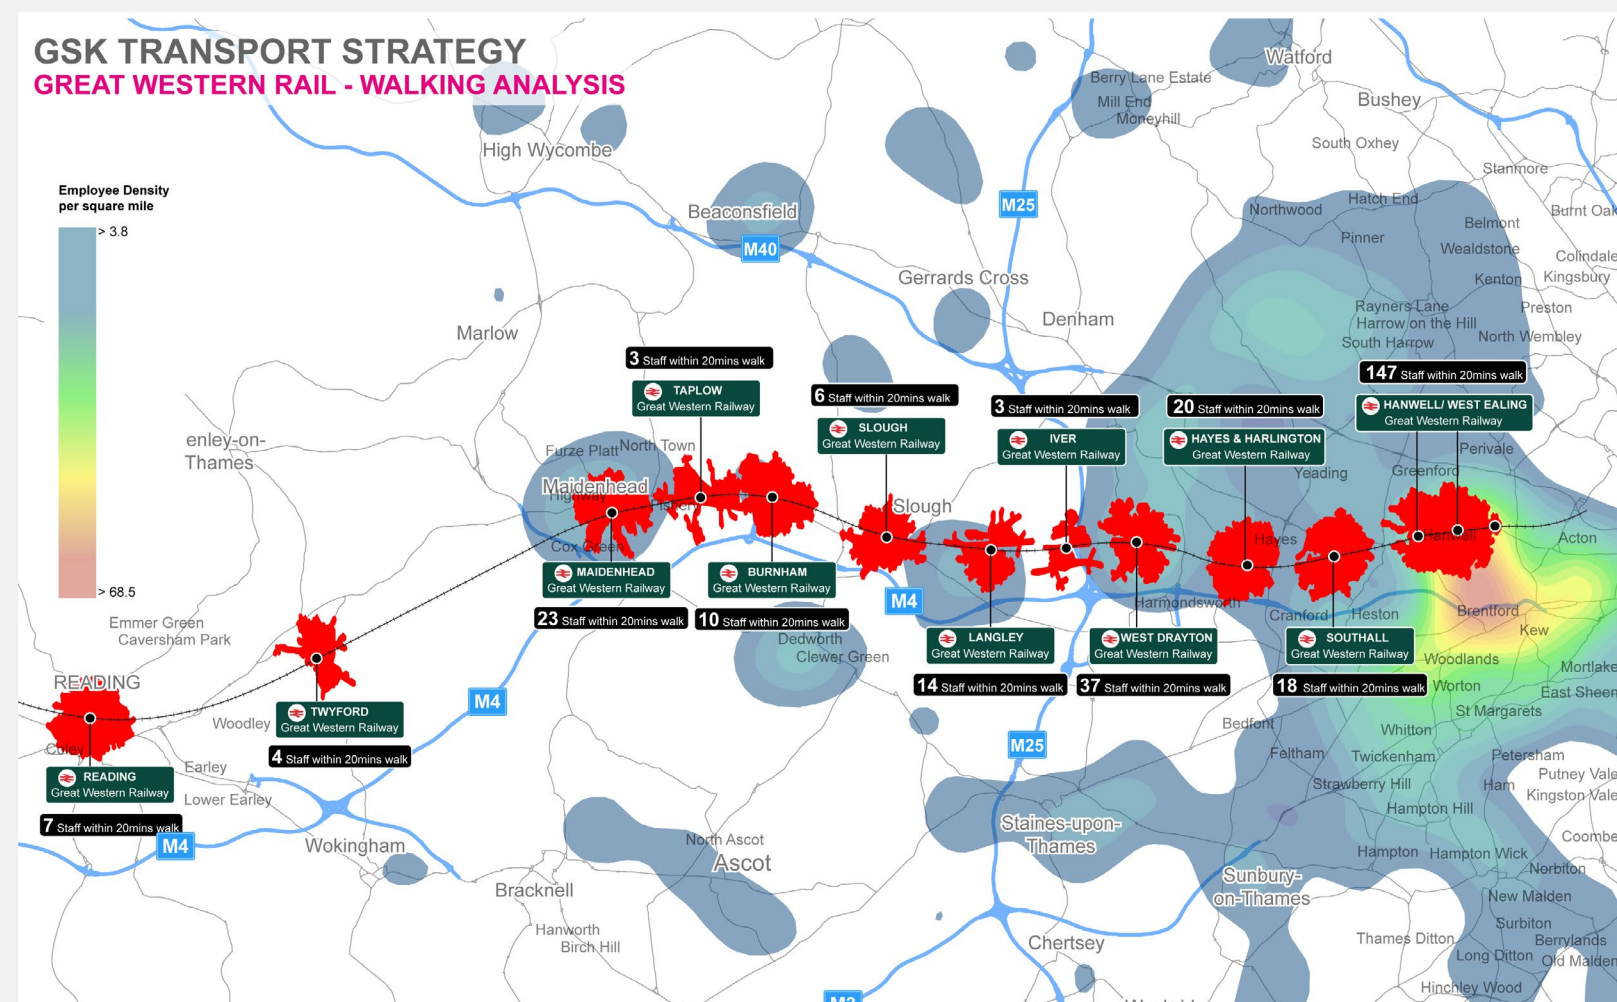 GSK TRANSPORT STRATEGY
GREAT WESTERN RAIL - WALKING ANALYSIS
Employee Density
per square mile
> 3.8
> 68.5
Watford
Berry Lane Estate
Mill End
Moneyhill
Bushey
South Oxhey
Stanmore
High Wycombe
Hatch End
Northwood
Burnt Oak
Belmont
Pinner
Wealdstone
Colindale
Beaconsfield
M25
M40
Gerrards Cross
Kenton
Kingsbury
Rayners Lane
Preston
Harrow on the Hill
South Harrow
North Wembley
Denham
Marlow
3 Staff within 20mins walk
TAPLOW
Great Western Railway
6 Staff within 20mins walk
SLOUGH
Great Western Railway
3 Staff within 20mins walk
IVER
Great Western Railway
20 Staff within 20mins walk
HAYES & HARLINGTON
Great Western Railway
147 Staff within 20mins walk
HANWELL/ WEST EALING
Great Western Railway
enley-on-
Thames
Furze Platt
North Town
Maidenhead
Highway
Fishery
Cox Green
Slough
Perivale
Greenford
Yeading
Hayes
Hanwell
Acton
MAIDENHEAD
Great Western Railway
23 Staff within 20mins walk
BURNHAM
Great Western Railway
10 Staff within 20mins walk
M4
Harmondsworth
Cranford
Heston
Brentford
Kew
Dedworth
Clewer Green
LANGLEY
Great Western Railway
14 Staff within 20mins walk
WEST DRAYTON
Great Western Railway
37 Staff within 20mins walk
SOUTHALL
Great Western Railway
18 Staff within 20mins walk
Woodlands
Worton
Mortlake
East Sheen
St Margarets
Emmer Green
Caversham Park
READING
Woodley
Coley
TWYFORD
Great Western Railway
4 Staff within 20mins walk
M4
READING
Great Western Railway
7 Staff within 20mins walk
M4
Earley
Lower Earley
Wokingham
M25
Bedfont
Feltham
Whitton
Twickenham
Petersham
Strawberry Hill
Ham
Putney Vale
Kingston Vale
Hampton Hill
Coombe
Staines-upon-
Thames
Hampton
Hampton Wick
Norbiton
Sunbury-
on-Thames
New Malden
Surbiton
Berrylands
Thames Ditton
Long Ditton
Old Malden
Hinchley Wood
North Ascot
Ascot
Bracknell
Hanworth
Birch Hill
Chertsey